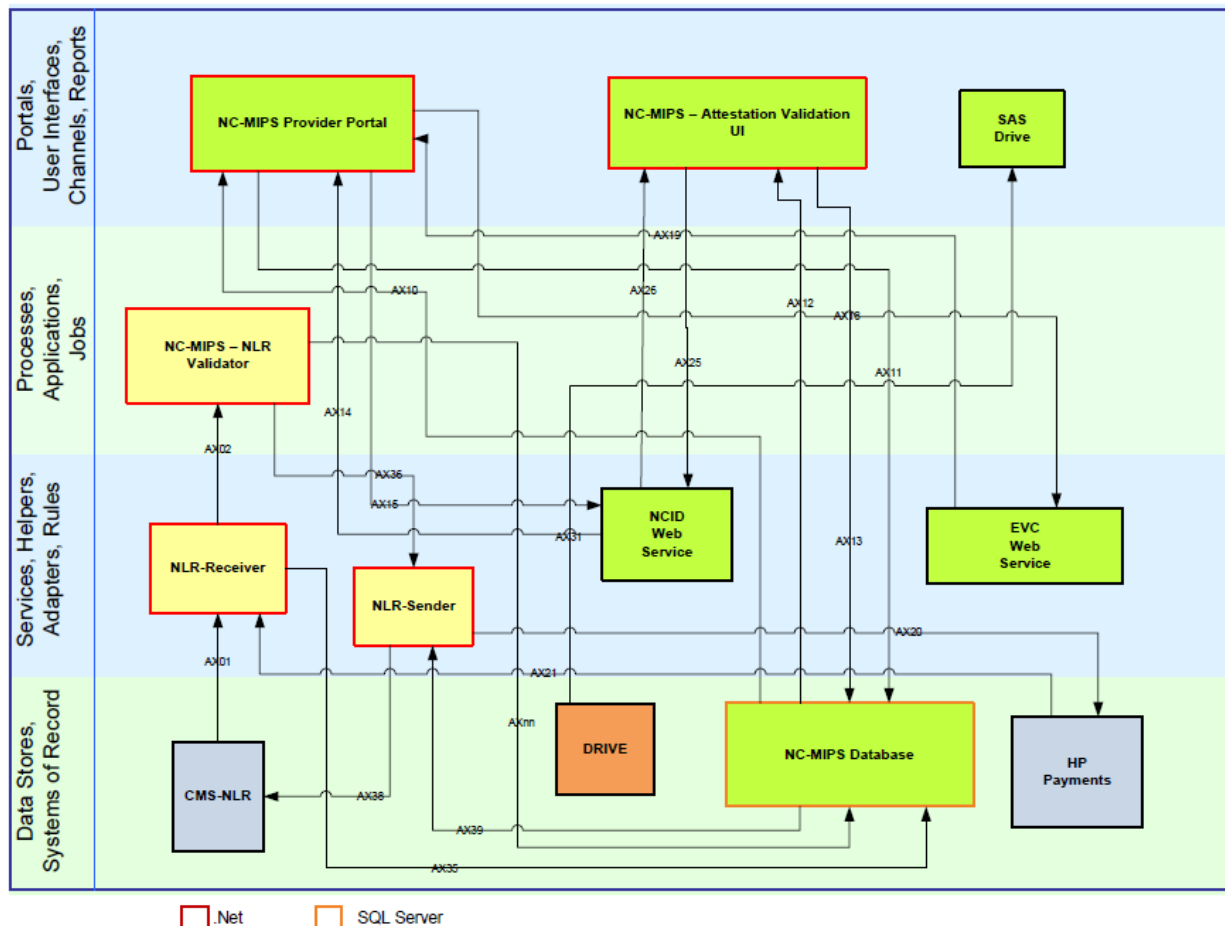 Portals,
User Interfaces,
Channels, Reports
NC-MIPS Provider Portal
NC-MIPS – Attestation Validation
UI
SAS
Drive
AX19
Processes,
Applications,
Jobs
AX10
AX26
AX12
AX16
NC-MIPS – NLR
Validator
AX25
AX11
AX14
AX02
Services, Helpers,
Adapters, Rules
AX36
AX15
NCID
Web
Service
AX31
AX13
EVC
Web
Service
NLR-Receiver
NLR-Sender
AX20
AX01
AX21
Data Stores,
Systems of Record
AXnn
DRIVE
NC-MIPS Database
HP
Payments
CMS-NLR
AX38
AX39
AX35
.Net
SQL Server